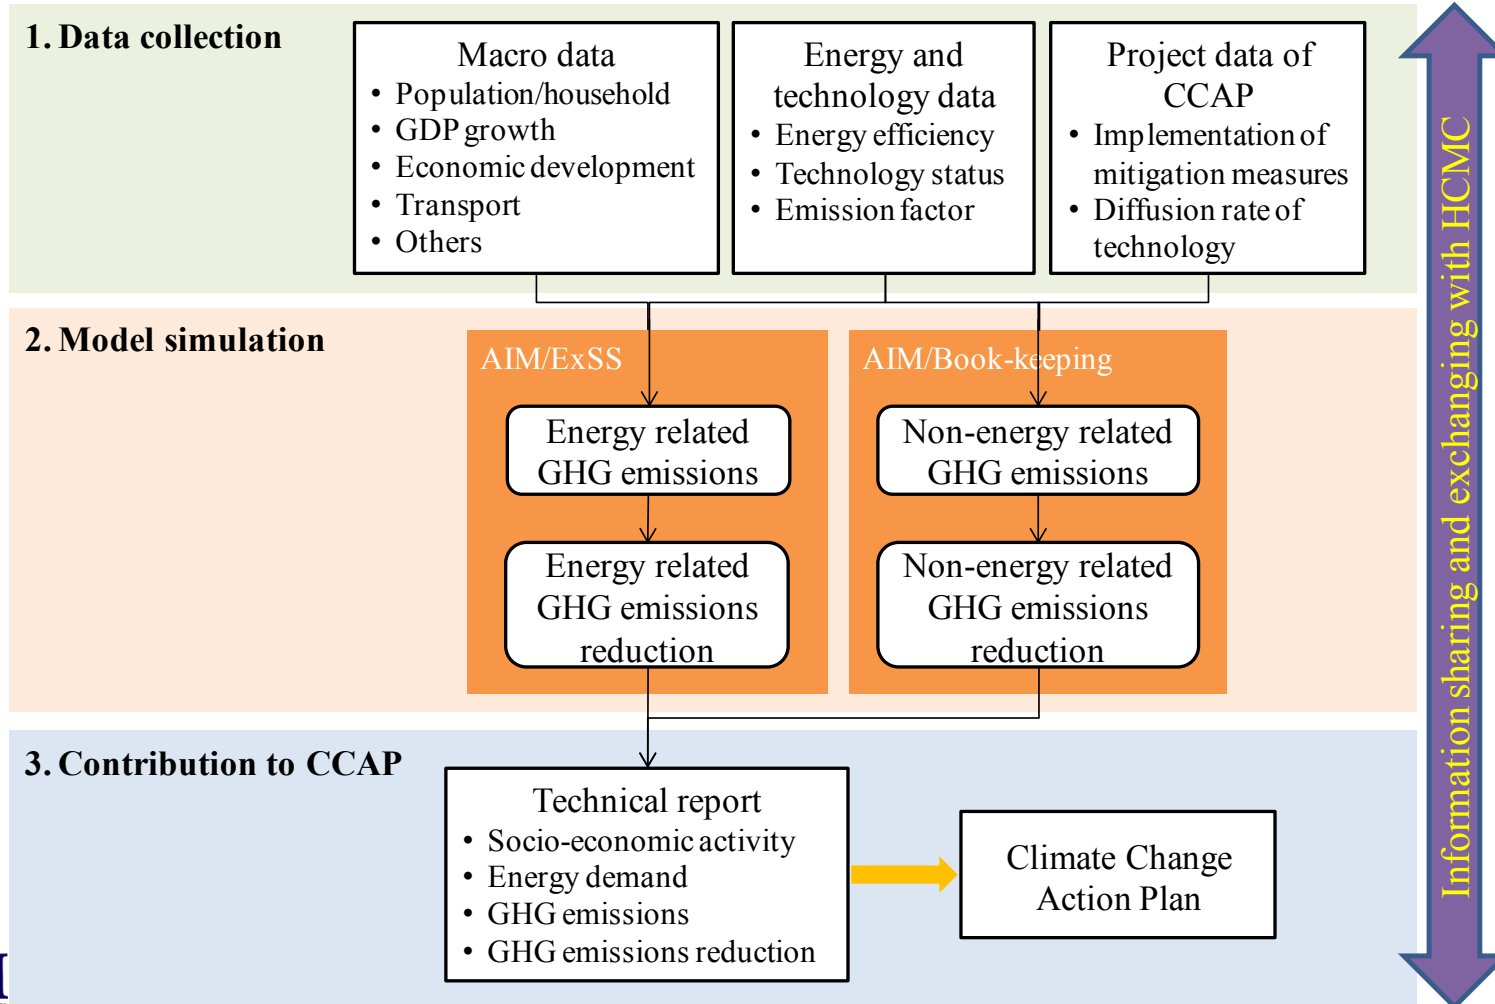 1. Data collection
Macro data
• Population/household
• GDP growth
• Economic development
• Transport
• Others
Energy and
technology data
• Energy efficiency
• Technology status
• Emission factor
Project data of
CCAP
• Implementation of
mitigation measures
• Diffusion rate of
technology
2. Model simulation
AIM/ExSS
Energy related
GHG emissions
Energy related
GHG emissions
reduction
AIM/Book-keeping
Non-energy related
GHG emissions
Non-energy related
GHG emissions
reduction
3. Contribution to CCAP
Technical report
• Socio-economic activity
• Energy demand
• GHG emissions
• GHG emissions reduction
Climate Change
Action Plan
Information sharing and exchanging with HCMC